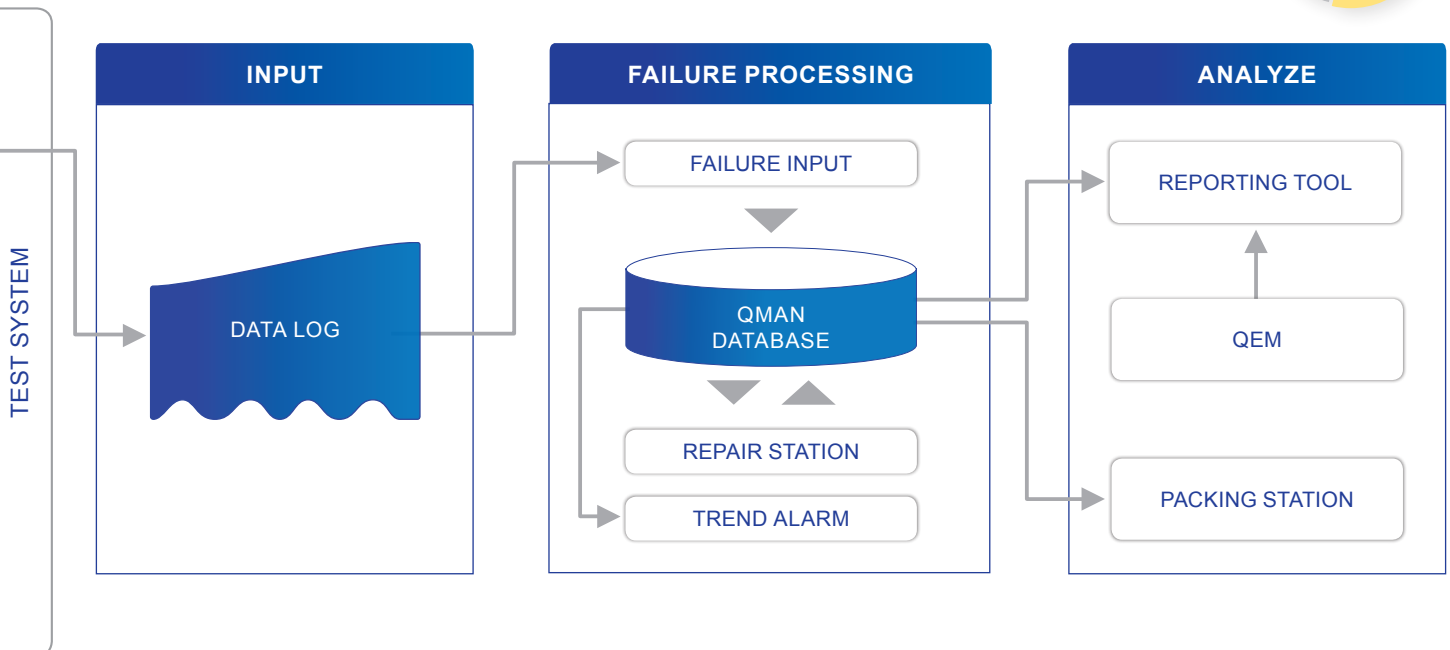 TEST SYSTEM
INPUT
DATA LOG
FAILURE PROCESSING
FAILURE INPUT
QMAN
DATABASE
REPAIR STATION
TREND ALARM
ANALYZE
REPORTING TOOL
QEM
PACKING STATION